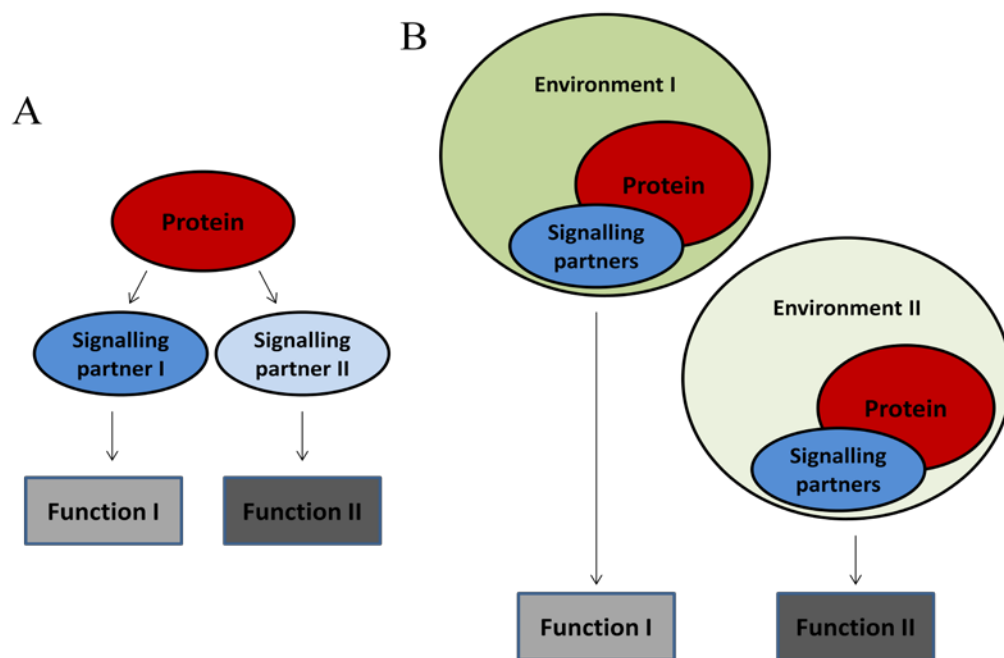 A
Protein
Signalling
partner I
Signalling
partner II
Function I
Function II
B
Environment I
Protein
Signalling
partners
Environment II
Protein
Signalling
partners
Function I
Function II